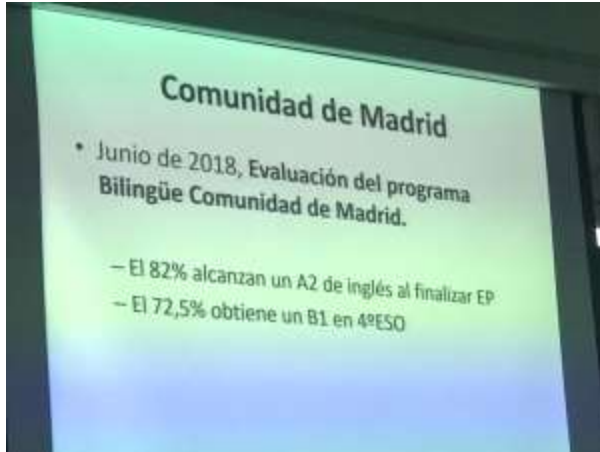 Comunidad de Madrid
• Junio de 2018, Evaluación del programa
Bilingüe Comunidad de Madrid.
– El 82% alcanzan un A2 de inglés al finalizar EP
– El 72,5% obtiene un B1 en 4ºESO